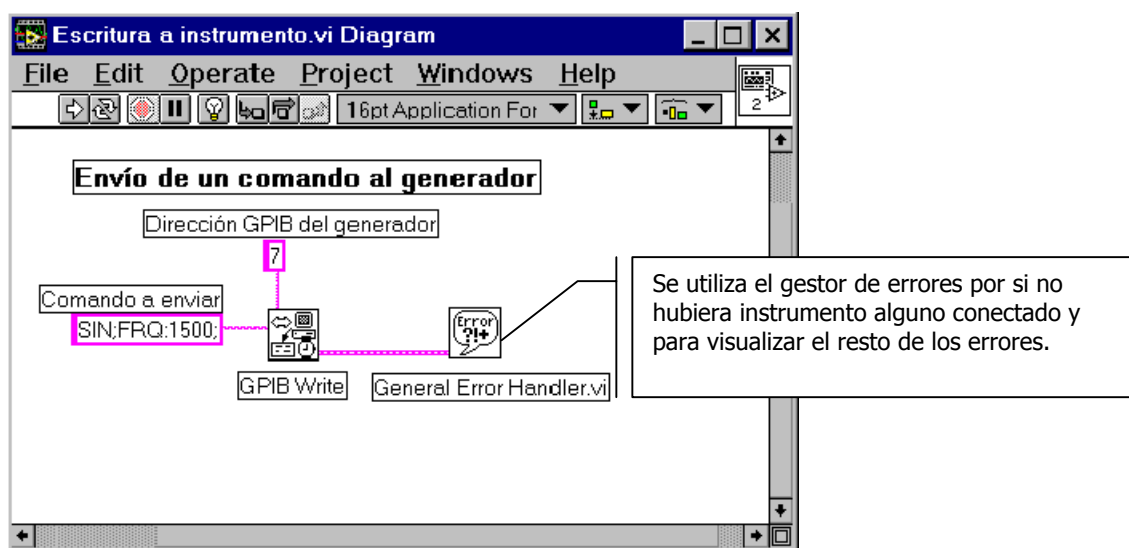 Escritura a instrumento.vi Diagram
File Edit Operate Project Windows Help
16pt Application For
2
Envío de un comando al generador
Dirección GPIB del generador
7
Comando a enviar
SIN;FRQ:1500;
Error
?!+
GPIB Write
General Error Handler.vi
Se utiliza el gestor de errores por si no
hubiera instrumento alguno conectado y
para visualizar el resto de los errores.